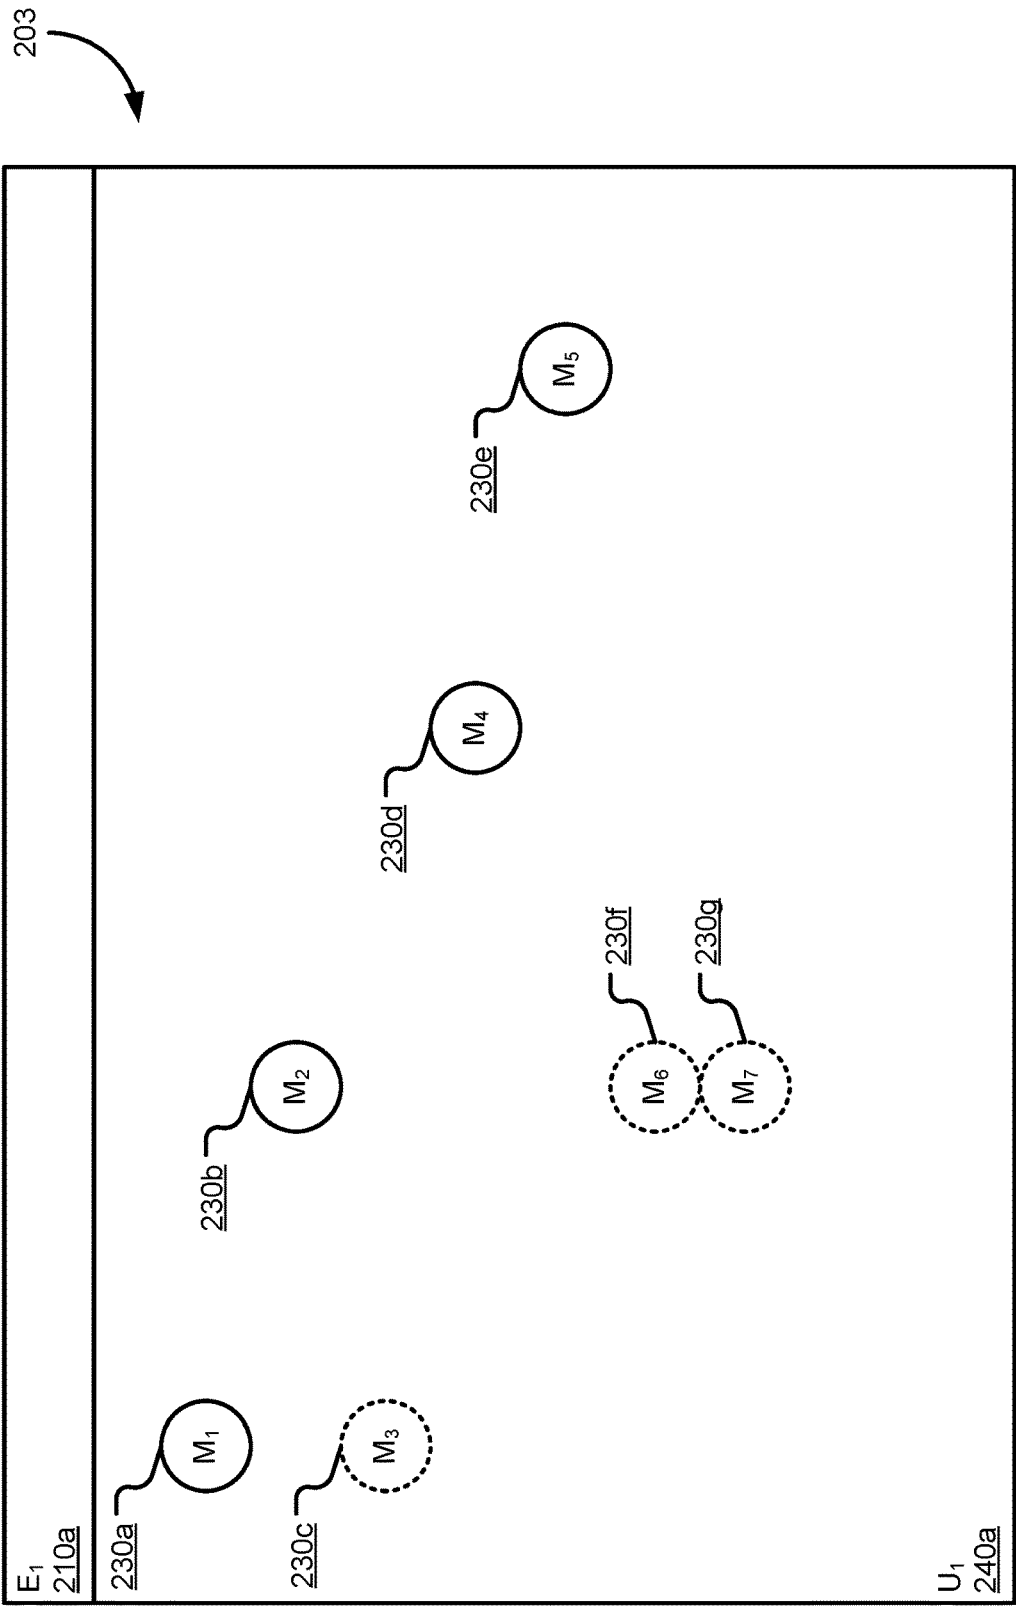 203
E₁
210a
230a
M₁
230b
M₂
230c
M₃
230d
M₄
230e
M₅
230f
M₆
230g
M₇
U₁
240a